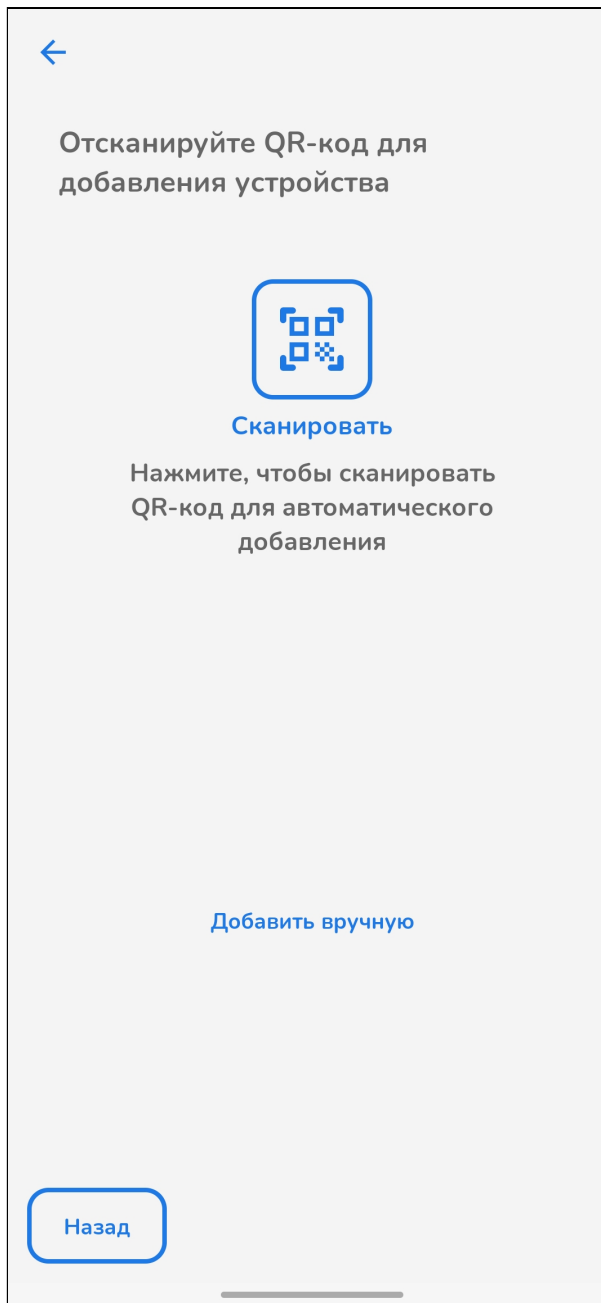 Отсканируйте QR-код для
добавления устройства
Сканировать
Нажмите, чтобы сканировать
QR-код для автоматического
добавления
Добавить вручную
Назад